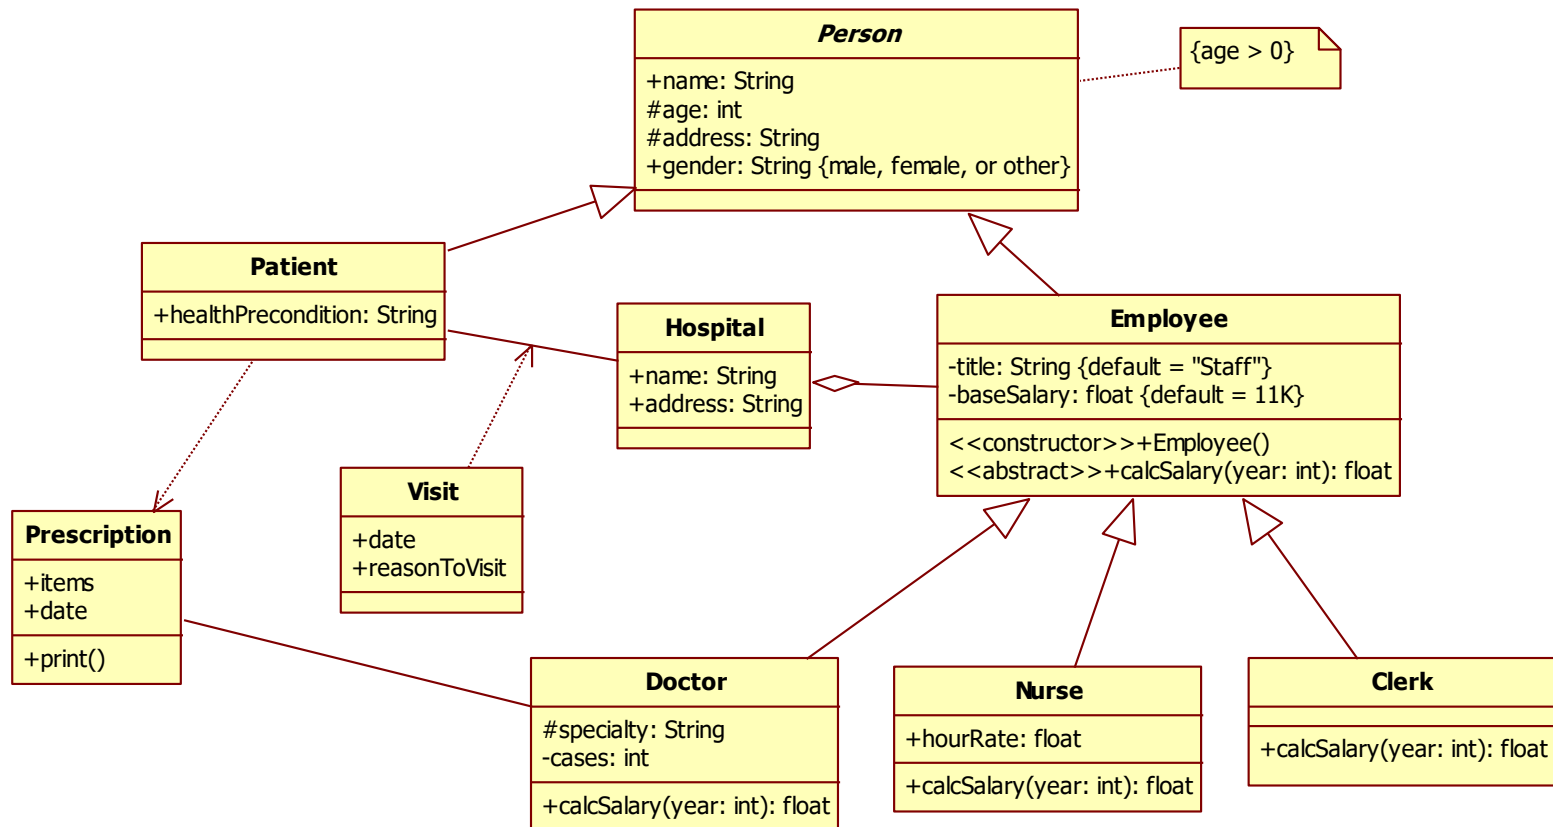 Person
+name: String
#age: int
#address: String
+gender: String {male, female, or other}
{age > 0}
Patient
+healthPrecondition: String
Hospital
+name: String
+address: String
Employee
-title: String {default = "Staff"}
-baseSalary: float {default = 11K}
<<constructor>>+Employee()
<<abstract>>+calcSalary(year: int): float
Prescription
+items
+date
+print()
Visit
+date
+reasonToVisit
Doctor
#specialty: String
-cases: int
+calcSalary(year: int): float
Nurse
+hourRate: float
+calcSalary(year: int): float
Clerk
+calcSalary(year: int): float